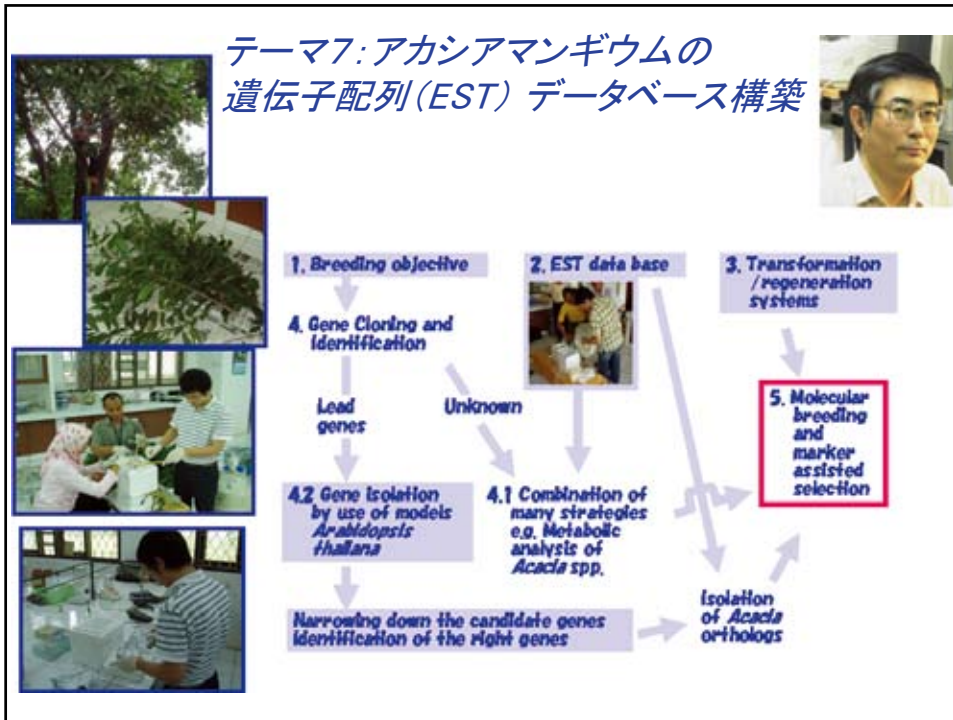 テーマ7:アカシアマンギウムの
遺伝子配列(EST) データベース構築
1. Breeding objective
2. EST data base
3. Transformation
/regeneration
systems
4. Gene Cloning and
Identification
Lead
genes
Unknown
5. Molecular
breeding
and
marker
assisted
selection
4.2 Gene isolation
by use of models
Arabidopsis
thaliana
4.1 Combination of
many strategies
e.g. Metabolic
analysis of
Acacia spp.
Narrowing down the candidate genes
Identification of the right genes
Isolation
of Acacia
orthologs